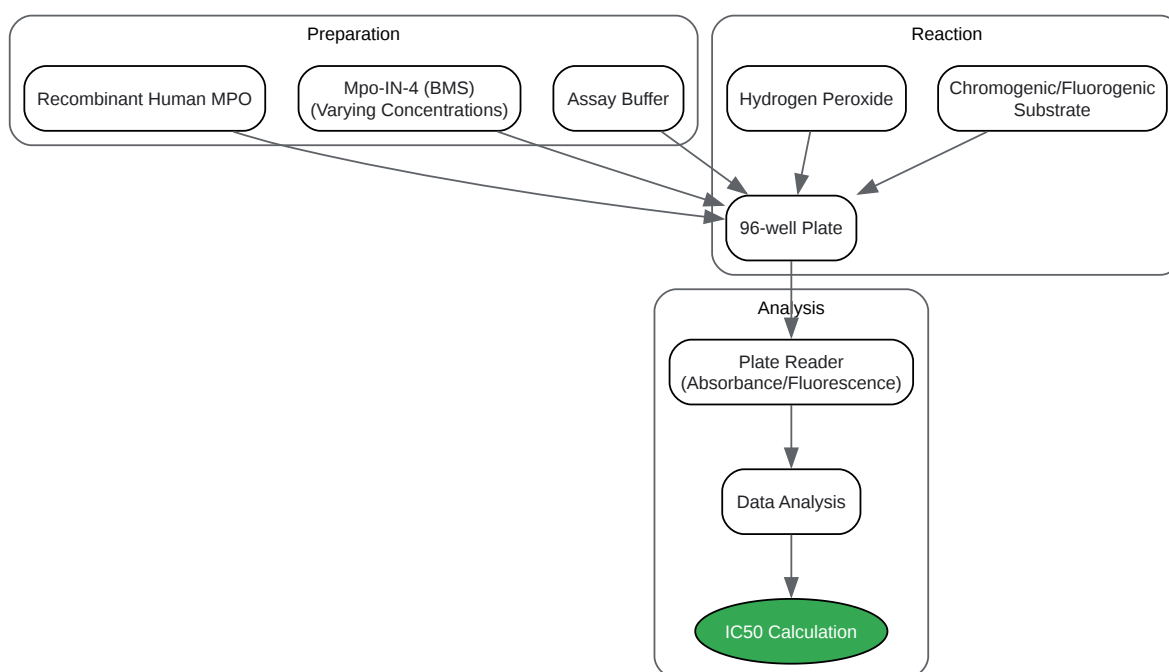 Preparation
Reaction
Recombinant Human MPO
Mpo-IN-4 (BMS)
(Varying Concentrations)
Assay Buffer
Hydrogen Peroxide
Chromogenic/Fluorogenic
Substrate
96-well Plate
Analysis
Plate Reader
(Absorbance/Fluorescence)
Data Analysis
IC50 Calculation